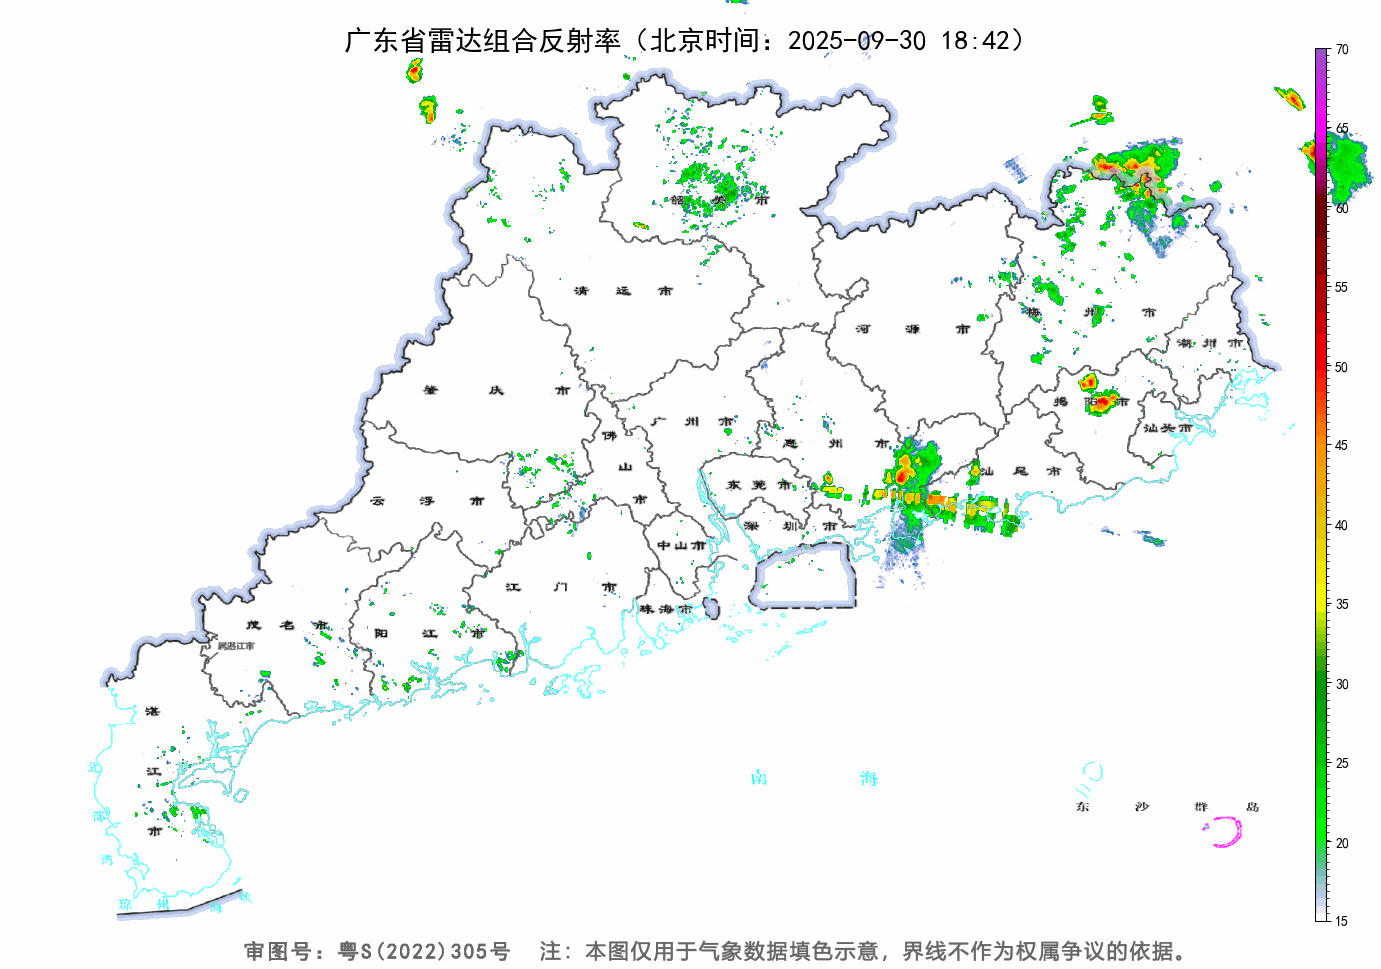 广东省雷达组合反射率（北京时间：2025-09-30 18:42）
70
65
60
55
50
45
40
35
30
25
20
15
韶关市
清远市
河源市
梅州市
潮州市
肇庆市
广州市
佛山市
惠州市
揭阳市
汕头市
汕尾市
云浮市
东莞市
深圳市
中山市
江门市
珠海市
茂名市
阳江市
属湛江市
湛江市
北部湾
南海
东沙群岛
琼州海峡
审图号：粤S(2022)305号 注：本图仅用于气象数据填色示意，界线不作为权属争议的依据。